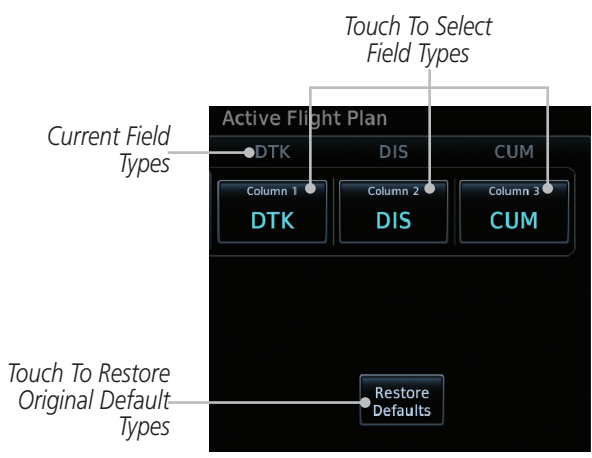 Touch To Select
Field Types
Active Flight Plan
Current Field
Types
DTK DIS CUM
Column 1 Column 2 Column 3
DTK DIS CUM
Touch To Restore
Original Default
Types
Restore
Defaults